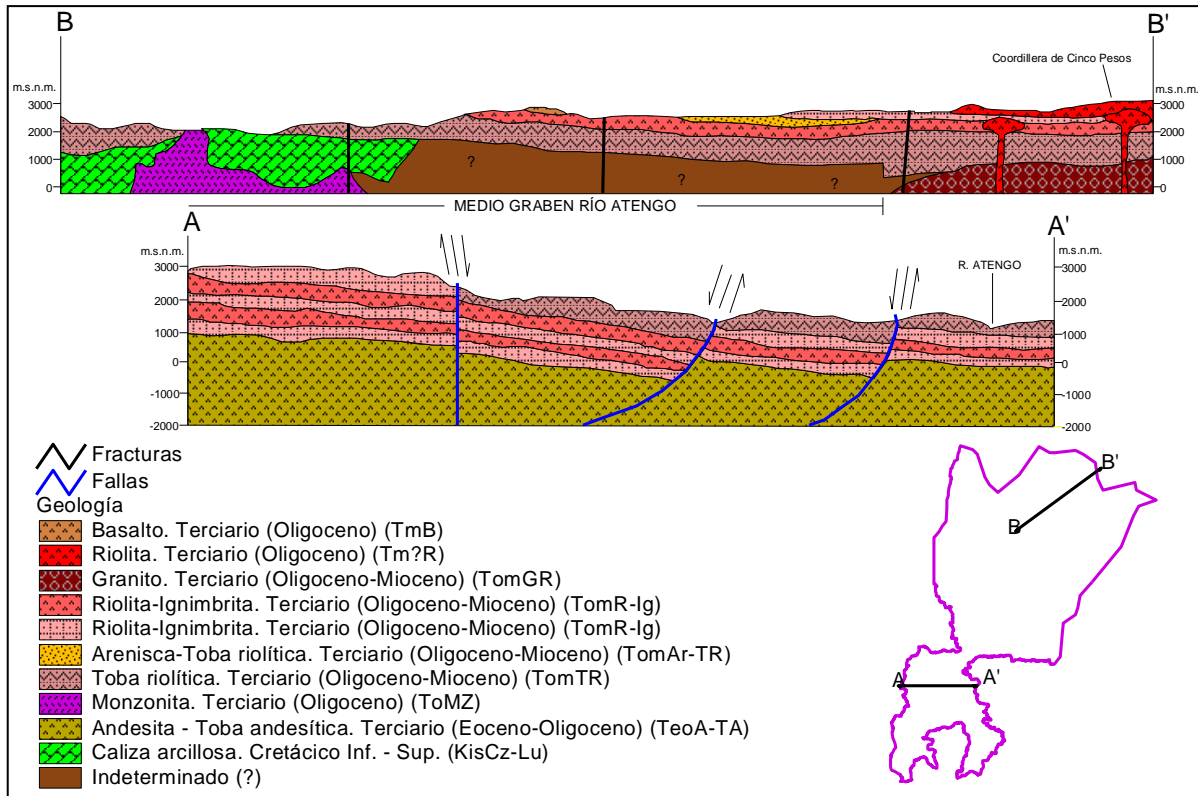 B
B'
Coordillera de Cinco Pesos
m.s.n.m.
m.s.n.m.
3000
3000
2000
2000
1000
1000
0
0
?
?
?
MEDIO GRABEN RÍO ATENGO
A
A'
m.s.n.m.
m.s.n.m.
R. ATENGO
3000
3000
2000
2000
1000
1000
0
0
-1000
-1000
-2000
-2000
Fracturas
Fallas
Geología
Basalto. Terciario (Oligoceno) (TmB)
Riolita. Terciario (Oligoceno) (Tm?R)
Granito. Terciario (Oligoceno-Mioceno) (TomGR)
Riolita-Ignimbrita. Terciario (Oligoceno-Mioceno) (TomR-Ig)
Riolita-Ignimbrita. Terciario (Oligoceno-Mioceno) (TomR-Ig)
Arenisca-Toba riolítica. Terciario (Oligoceno-Mioceno) (TomAr-TR)
Toba riolítica. Terciario (Oligoceno-Mioceno) (TomTR)
Monzonita. Terciario (Oligoceno) (ToMZ)
Andesita - Toba andesítica. Terciario (Eoceno-Oligoceno) (TeoA-TA)
Caliza arcillosa. Cretácico Inf. - Sup. (KisCz-Lu)
Indeterminado (?)
B'
B
A
A'